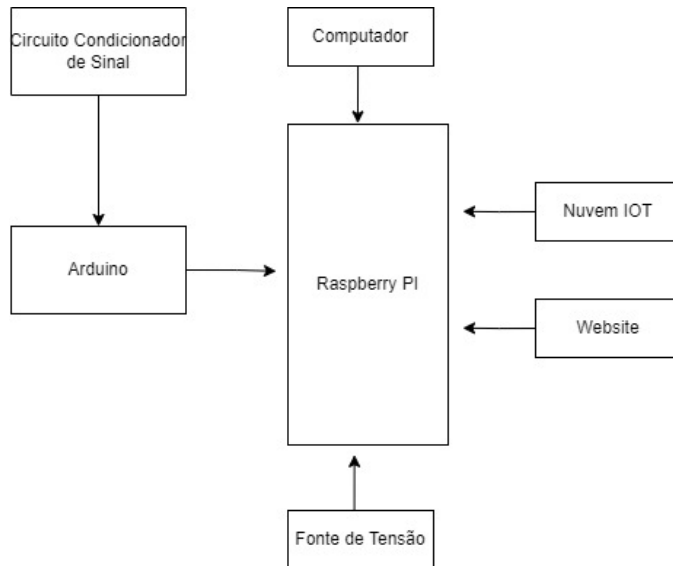 Circuito Condicionador
de Sinal
Computador
Nuvem IOT
Arduino
Raspberry PI
Website
Fonte de Tensão